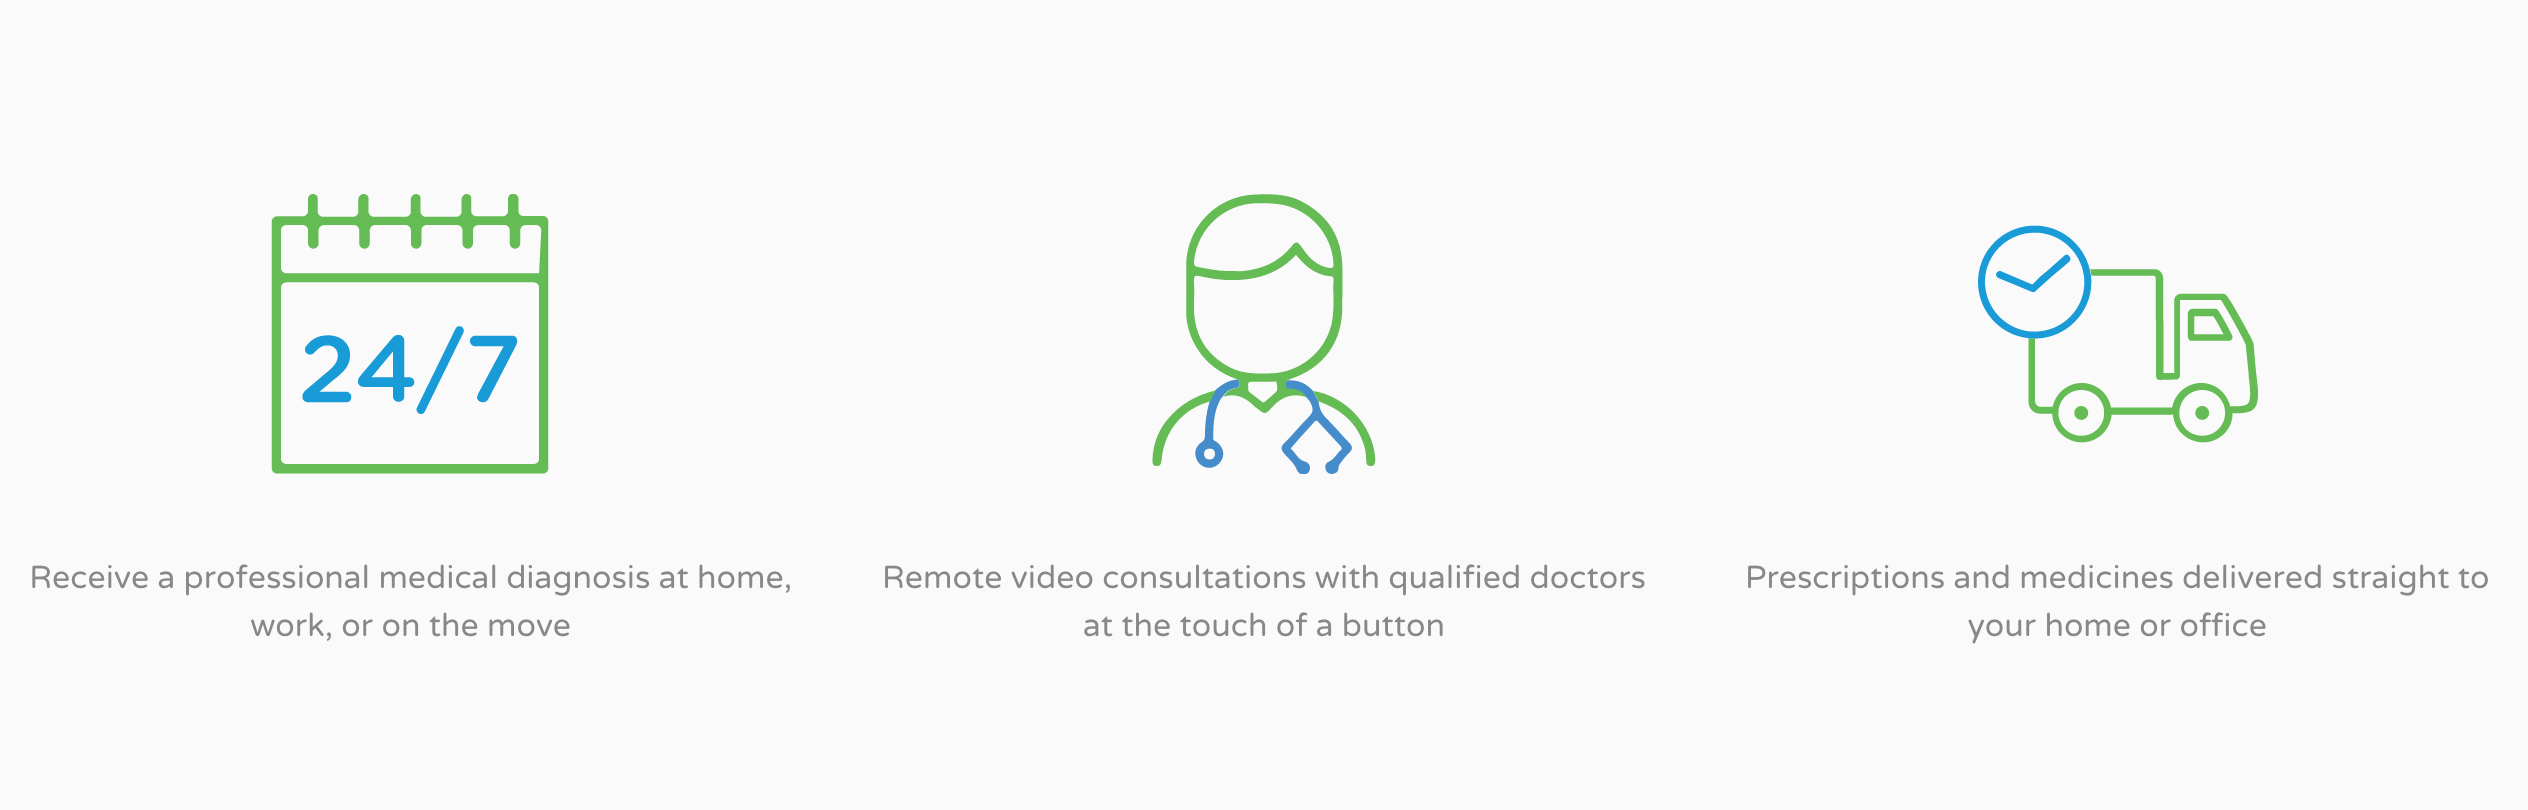 24/7
Receive a professional medical diagnosis at home,
work, or on the move
Remote video consultations with qualified doctors
at the touch of a button
Prescriptions and medicines delivered straight to
your home or office